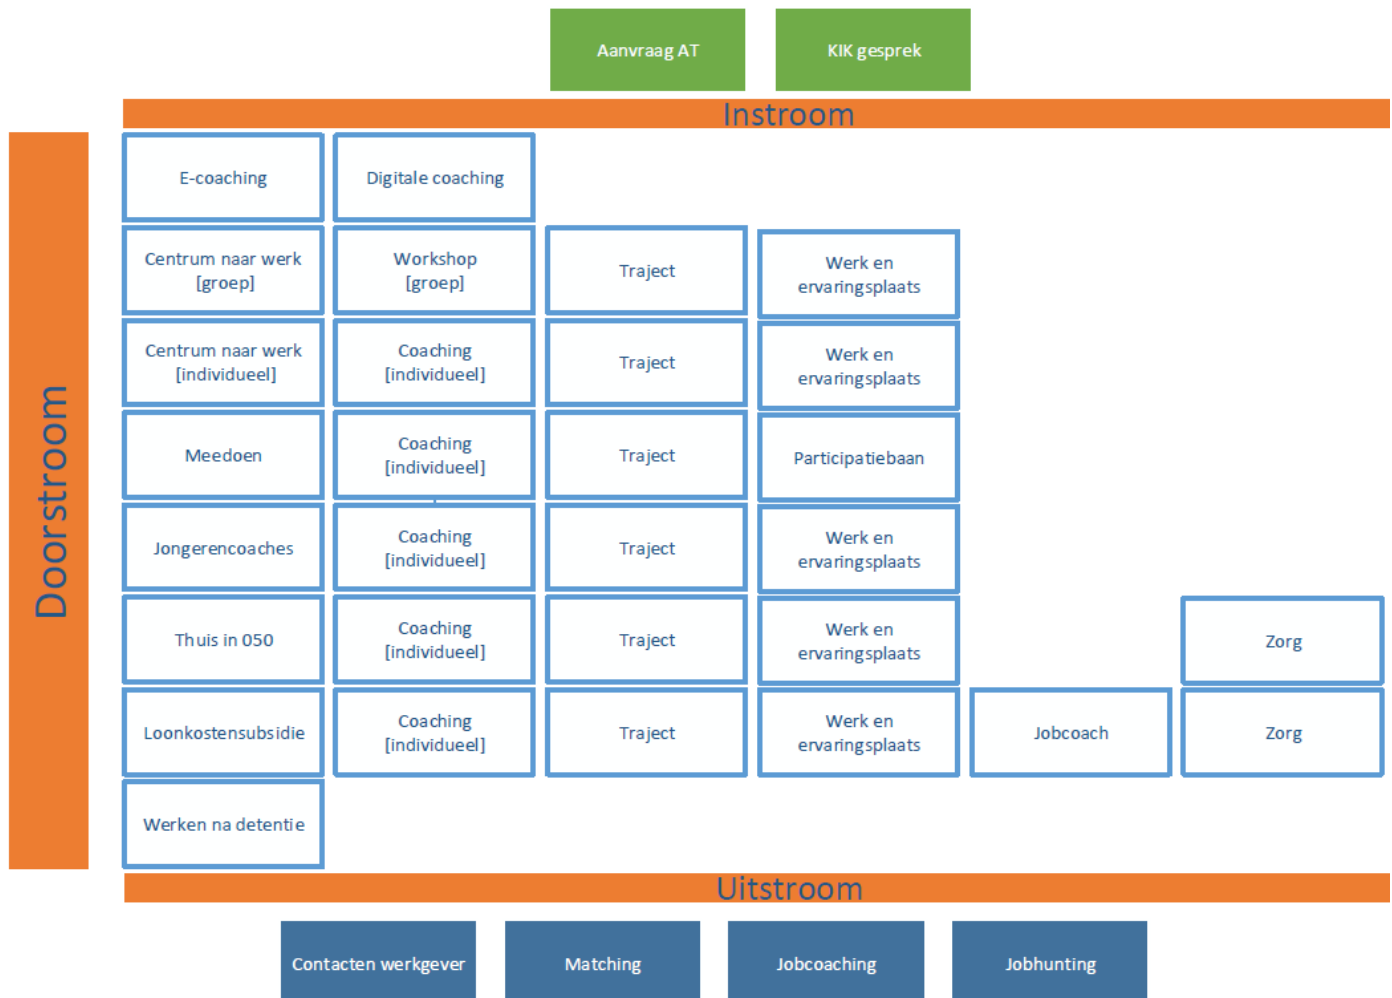 Aanvraag AT
KIK gesprek
Instroom
Doorstroom
E-coaching
Digitale coaching
Centrum naar werk
[groep]
Workshop
[groep]
Traject
Werk en
ervaringsplaats
Centrum naar werk
[individueel]
Coaching
[individueel]
Traject
Werk en
ervaringsplaats
Meedoen
Coaching
[individueel]
Traject
Participatiebaan
Jongerencoaches
Coaching
[individueel]
Traject
Werk en
ervaringsplaats
Thuis in 050
Coaching
[individueel]
Traject
Werk en
ervaringsplaats
Zorg
Loonkostensubsidie
Coaching
[individueel]
Traject
Werk en
ervaringsplaats
Jobcoach
Zorg
Werken na detentie
Uitstroom
Contacten werkgever
Matching
Jobcoaching
Jobhunting